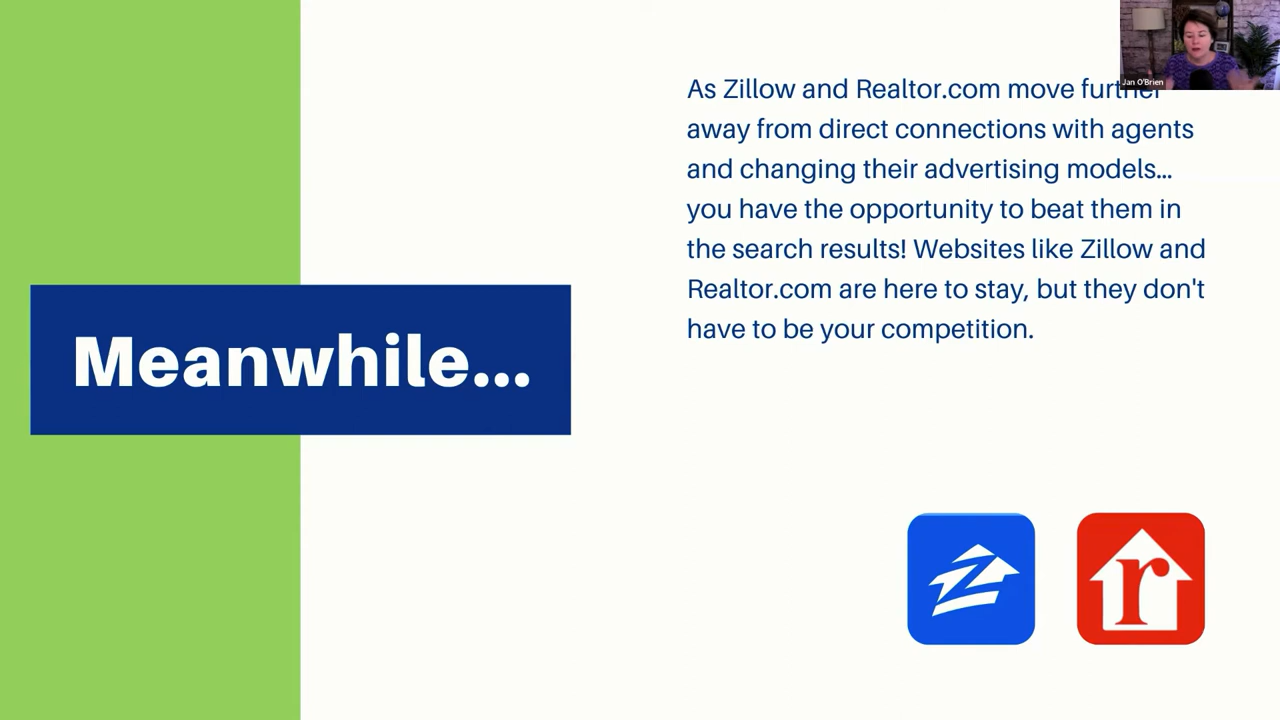 Meanwhile...
As Zillow and Realtor.com move further
away from direct connections with agents
and changing their advertising models...
you have the opportunity to beat them in
the search results! Websites like Zillow and
Realtor.com are here to stay, but they don't
have to be your competition.
Jan O'Brien
Z
r